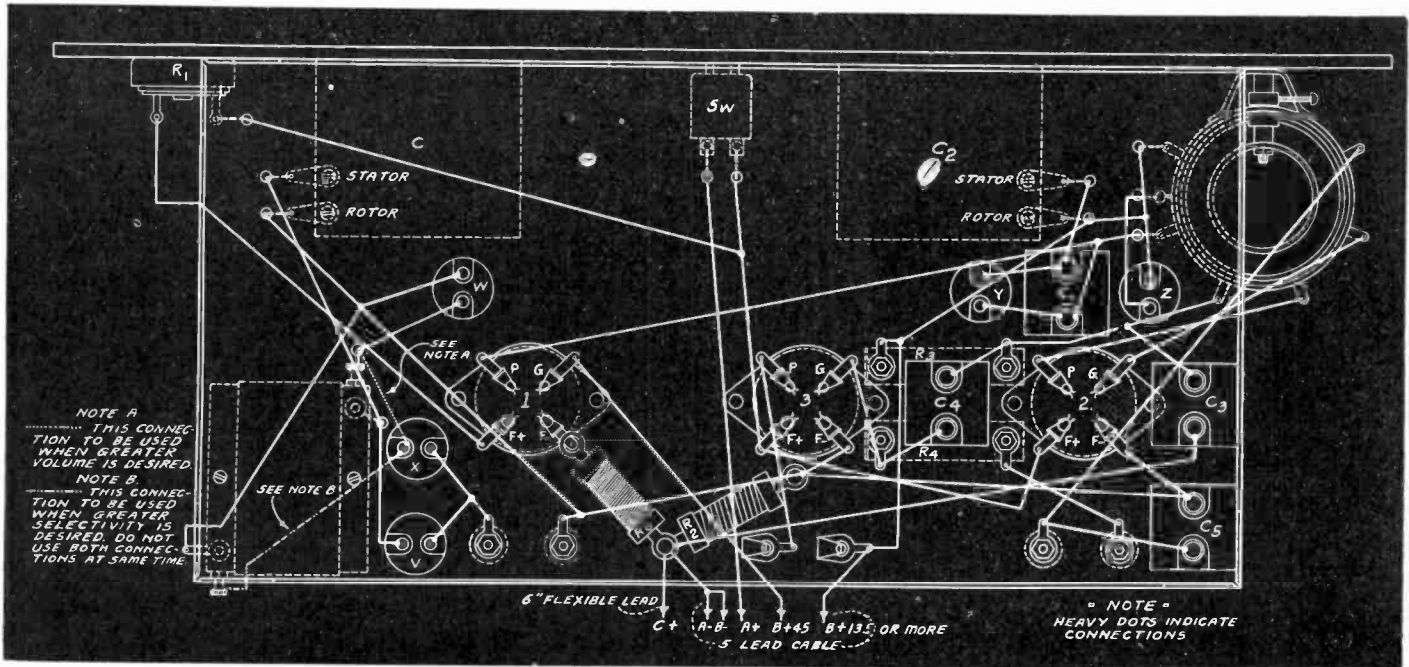 R1
SW
C
C2
STATOR
ROTOR
STATOR
ROTOR
W
Y
Z
SEE
NOTE A
P G
1
F+ F-
P G
3
F+ F-
R3
C4
R4
P G
2
F+ F-
C3
C5
X
V
R2
NOTE A
THIS CONNEC-
TION TO BE USED
WHEN GREATER
VOLUME IS DESIRED.
NOTE B.
THIS CONNEC-
TION TO BE USED
WHEN GREATER
SELECTIVITY IS
DESIRED. DO NOT
USE BOTH CONNEC-
TIONS AT SAME TIME
SEE NOTE B
6" FLEXIBLE LEAD
C+ A- B- A+ B+45 B+135 OR MORE
5 LEAD CABLE
NOTE
HEAVY DOTS INDICATE
CONNECTIONS